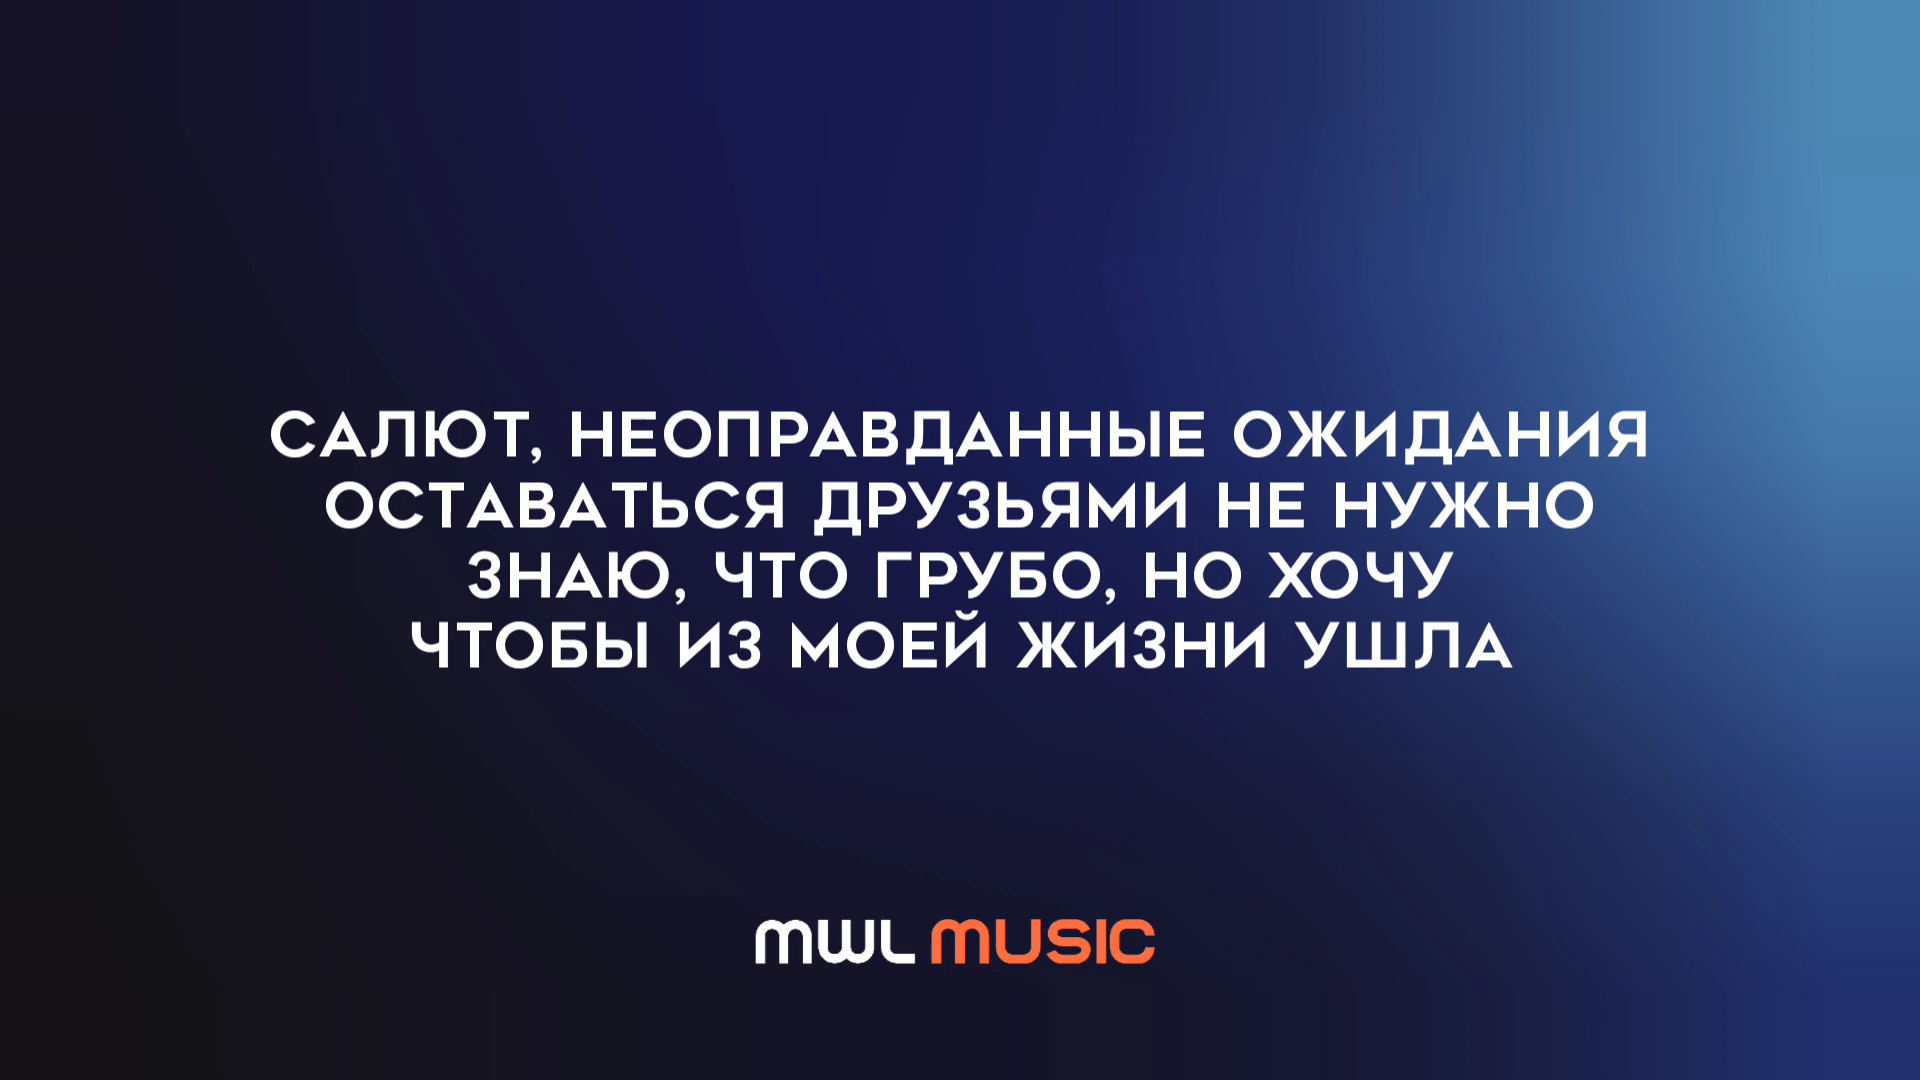 САЛЮТ, НЕОПРАВДАННЫЕ ОЖИДАНИЯ
ОСТАВАТЬСЯ ДРУЗЬЯМИ НЕ НУЖНО
ЗНАЮ, ЧТО ГРУБО, НО ХОЧУ
ЧТОБЫ ИЗ МОЕЙ ЖИЗНИ УШЛА
MWL MUSIC